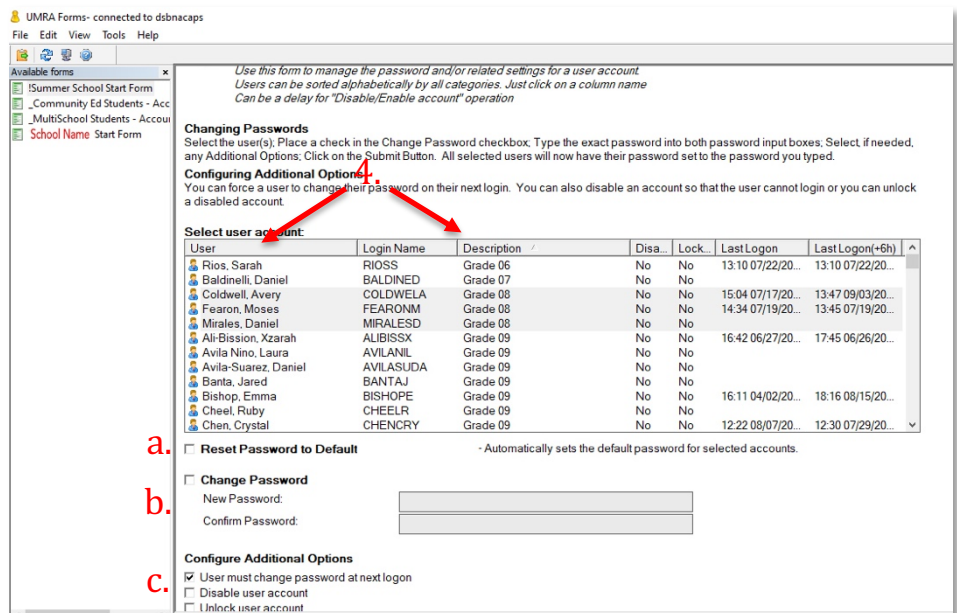 UMRA Forms- connected to dsbnacaps
File Edit View Tools Help
Available forms x
!Summer School Start Form
_Community Ed Students - Acc
_MultiSchool Students - Accour
School Name Start Form
Use this form to manage the password and/or related settings for a user account.
Users can be sorted alphabetically by all categories. Just click on a column name
Can be a delay for "Disable/Enable account" operation
Changing Passwords
Select the user(s); Place a check in the Change Password checkbox; Type the exact password into both password input boxes; Select, if needed,
any Additional Options; Click on the Submit Button. All selected users will now have their password set to the password you typed.
Configuring Additional Options
4.
You can force a user to change their password on their next login. You can also disable an account so that the user cannot login or you can unlock
a disabled account.
Select user account:
User Login Name Description Disa... Lock... Last Logon Last Logon(+6h)
Rios, Sarah RIOSS Grade 06 No No 13:10 07/22/20... 13:10 07/22/20...
Baldinelli, Daniel BALDINED Grade 07 No No
Coldwell, Avery COLDWELA Grade 08 No No 15:04 07/17/20... 13:47 09/03/20...
Fearon, Moses FEARONM Grade 08 No No 14:34 07/19/20... 13:45 07/19/20...
Mirales, Daniel MIRALESD Grade 08 No No
Ali-Bission, Xzarah ALIBISSX Grade 09 No No 16:42 06/27/20... 17:45 06/26/20...
Avila Nino, Laura AVILANIL Grade 09 No No
Avila-Suarez, Daniel AVILASUDA Grade 09 No No
Banta, Jared BANTAJ Grade 09 No No
Bishop, Emma BISHOPE Grade 09 No No 16:11 04/02/20... 18:16 08/15/20...
Cheel, Ruby CHEELR Grade 09 No No
Chen, Crystal CHENCRY Grade 09 No No 12:22 08/07/20... 12:30 07/29/20...
a. Reset Password to Default - Automatically sets the default password for selected accounts.
Change Password
b. New Password:
Confirm Password:
Configure Additional Options
c. User must change password at next logon
Disable user account
Unlock user account